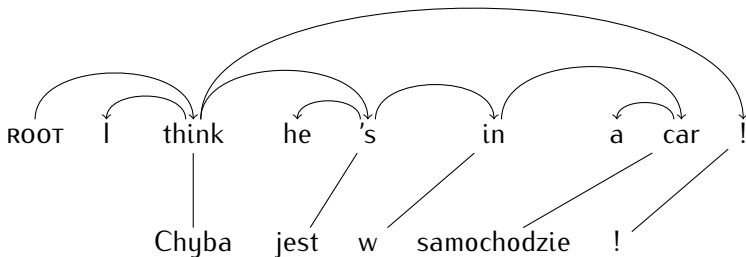 ROOT I think he 's in a car !
Chyba jest w samochodzie !